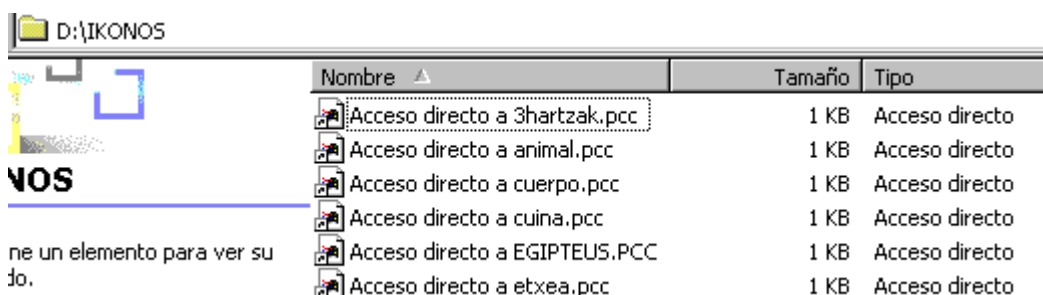 D:\IKONOS
Nombre Tamaño Tipo
Acceso directo a 3hartzak.pcc 1 KB Acceso directo
Acceso directo a animal.pcc 1 KB Acceso directo
NOS Acceso directo a cuerpo.pcc 1 KB Acceso directo
Acceso directo a cuina.pcc 1 KB Acceso directo
ne un elemento para ver su Acceso directo a EGIPTEUS.PCC 1 KB Acceso directo
do. Acceso directo a etxea.pcc 1 KB Acceso directo